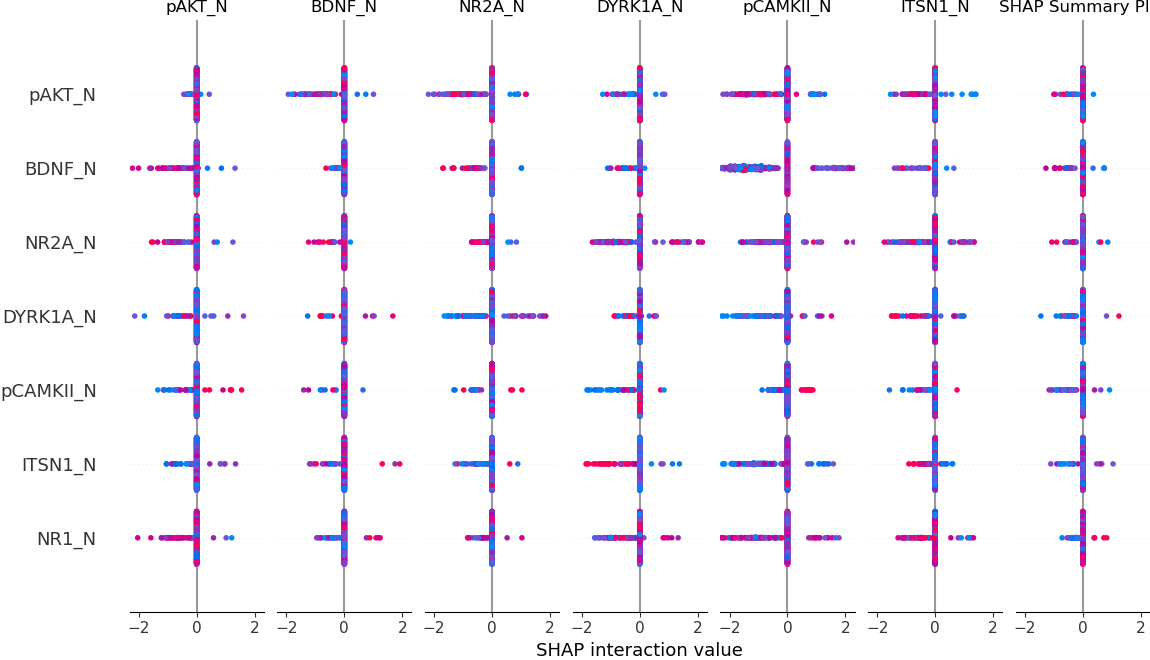 pAKT_N BDNF_N NR2A_N DYRK1A_N pCAMKII_N ITSN1_N SHAP Summary Pl
pAKT_N
BDNF_N
NR2A_N
DYRK1A_N
pCAMKII_N
ITSN1_N
NR1_N
−2 0 2 −2 0 2 −2 0 2 −2 0 2 −2 0 2 −2 0 2 −2 0 2
SHAP interaction value